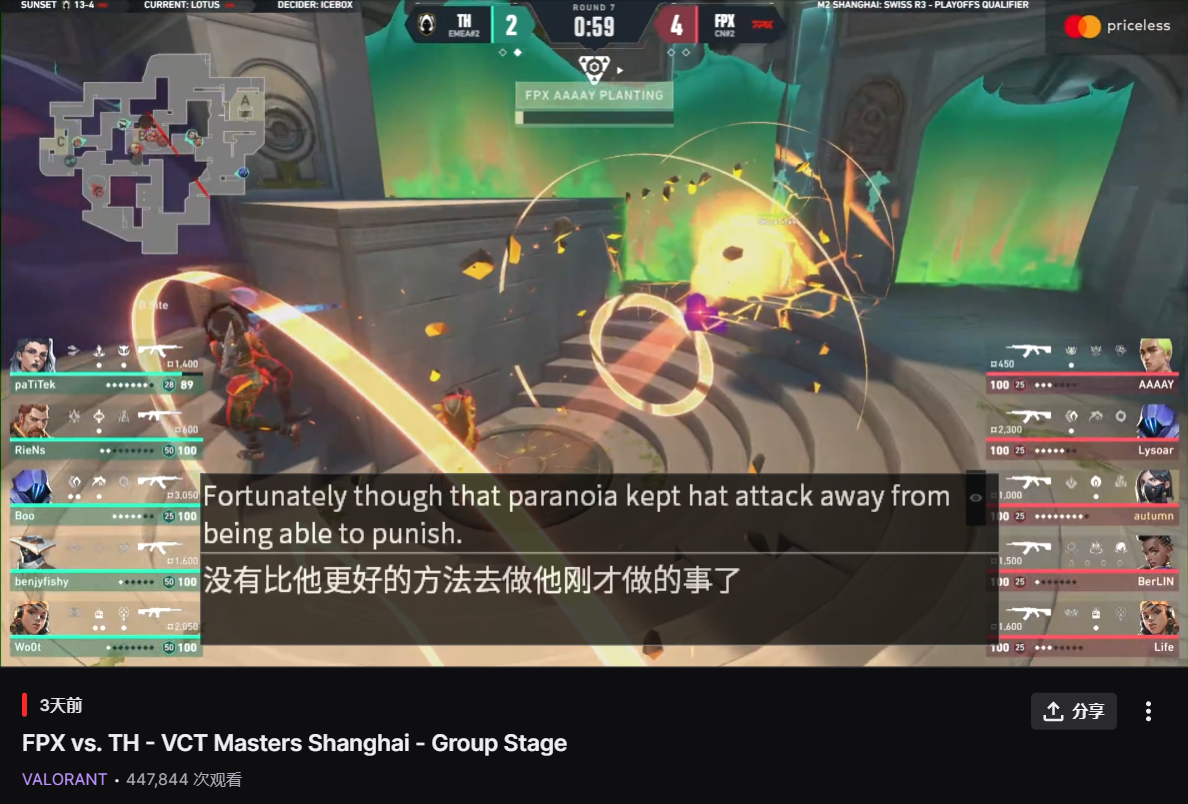 SUNSET 13-4
CURRENT: LOTUS
DECIDER: ICEBOX
TH
EMEA#2
2
ROUND 7
0:59
4
FPX
CN#2
M2 SHANGHAI: SWISS R3 - PLAYOFFS QUALIFIER
priceless
FPX AAAAY PLANTING
A
B
C
B Site
1,400
paTiTek 28 89
600
RieNs 50 100
3,050
Boo 25 100
1,600
benjyfishy 50 100
2,050
Wo0t 50 100
450
100 25 AAAAY
2,300
100 25 Lysoar
1,000
100 25 autumn
1,500
100 25 BerLIN
1,600
100 25 Life
Fortunately though that paranoia kept hat attack away from
being able to punish.
没有比他更好的方法去做他刚才做的事了
3天前
分享
FPX vs. TH - VCT Masters Shanghai - Group Stage
VALORANT • 447,844 次观看